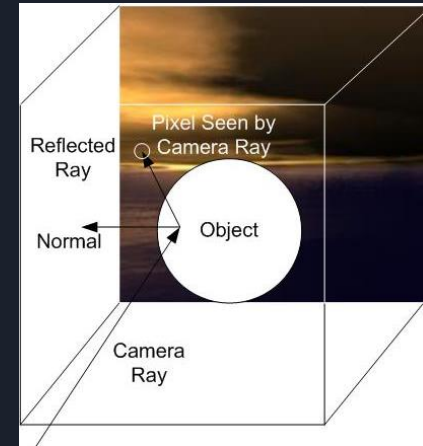 Pixel Seen by
Camera Ray
Reflected
Ray
Normal
Object
Camera
Ray